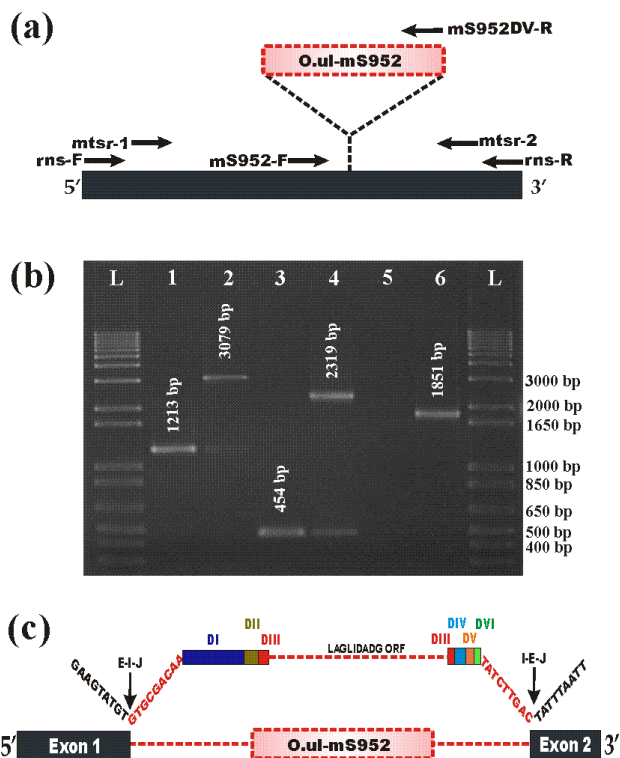 (a)
mS952DV-R
O.ul-mS952
mtsr-1
mtsr-2
rns-F
mS952-F
rns-R
5′
3′
(b)
L 1 2 3 4 5 6 L
3079 bp
2319 bp
1851 bp
1213 bp
454 bp
3000 bp
2000 bp
1650 bp
1000 bp
850 bp
650 bp
500 bp
400 bp
(c)
DI
DII
DIII
LAGLIDADG ORF
DIII
DIV
DV
DVI
E-I-J
I-E-J
GAAGTATGT
GTGCGACAA
TATCTTGAC
TATTTAATT
5′
Exon 1
O.ul-mS952
Exon 2
3′